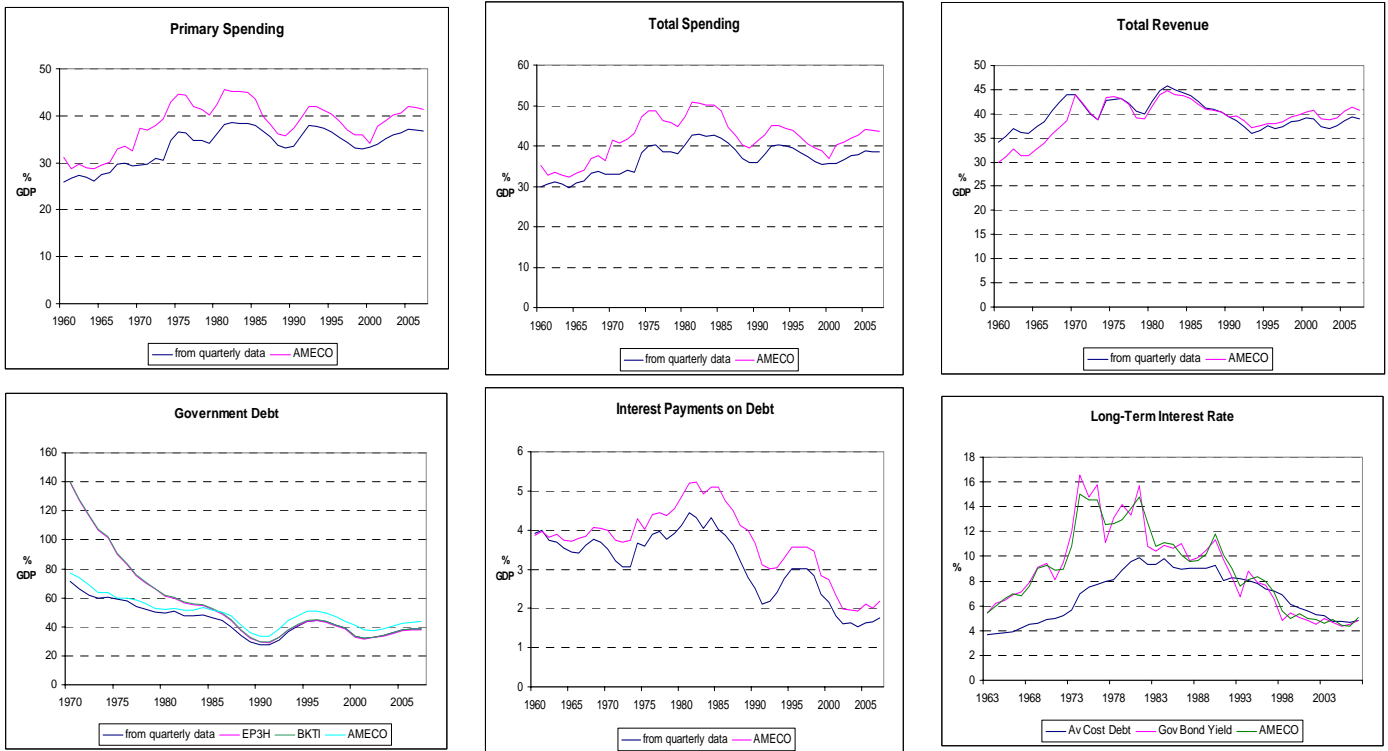 Primary Spending
50
40
30
%
GDP
20
10
0
1960 1965 1970 1975 1980 1985 1990 1995 2000 2005
from quarterly data AMECO
Total Spending
60
50
40
30
%
GDP
20
10
0
1960 1965 1970 1975 1980 1985 1990 1995 2000 2005
from quarterly data AMECO
Total Revenue
50
45
40
35
30
%
GDP
25
20
15
10
5
0
1960 1965 1970 1975 1980 1985 1990 1995 2000 2005
from quarterly data AMECO
Government Debt
160
140
120
100
80
%
GDP
60
40
20
0
1970 1975 1980 1985 1990 1995 2000 2005
from quarterly data EP3H BKTI AMECO
Interest Payments on Debt
6
5
4
3
%
GDP
2
1
0
1960 1965 1970 1975 1980 1985 1990 1995 2000 2005
from quarterly data AMECO
Long-Term Interest Rate
18
16
14
12
10
%
8
6
4
2
0
1963 1968 1973 1978 1983 1988 1993 1998 2003
Av Cost Debt Gov Bond Yield AMECO